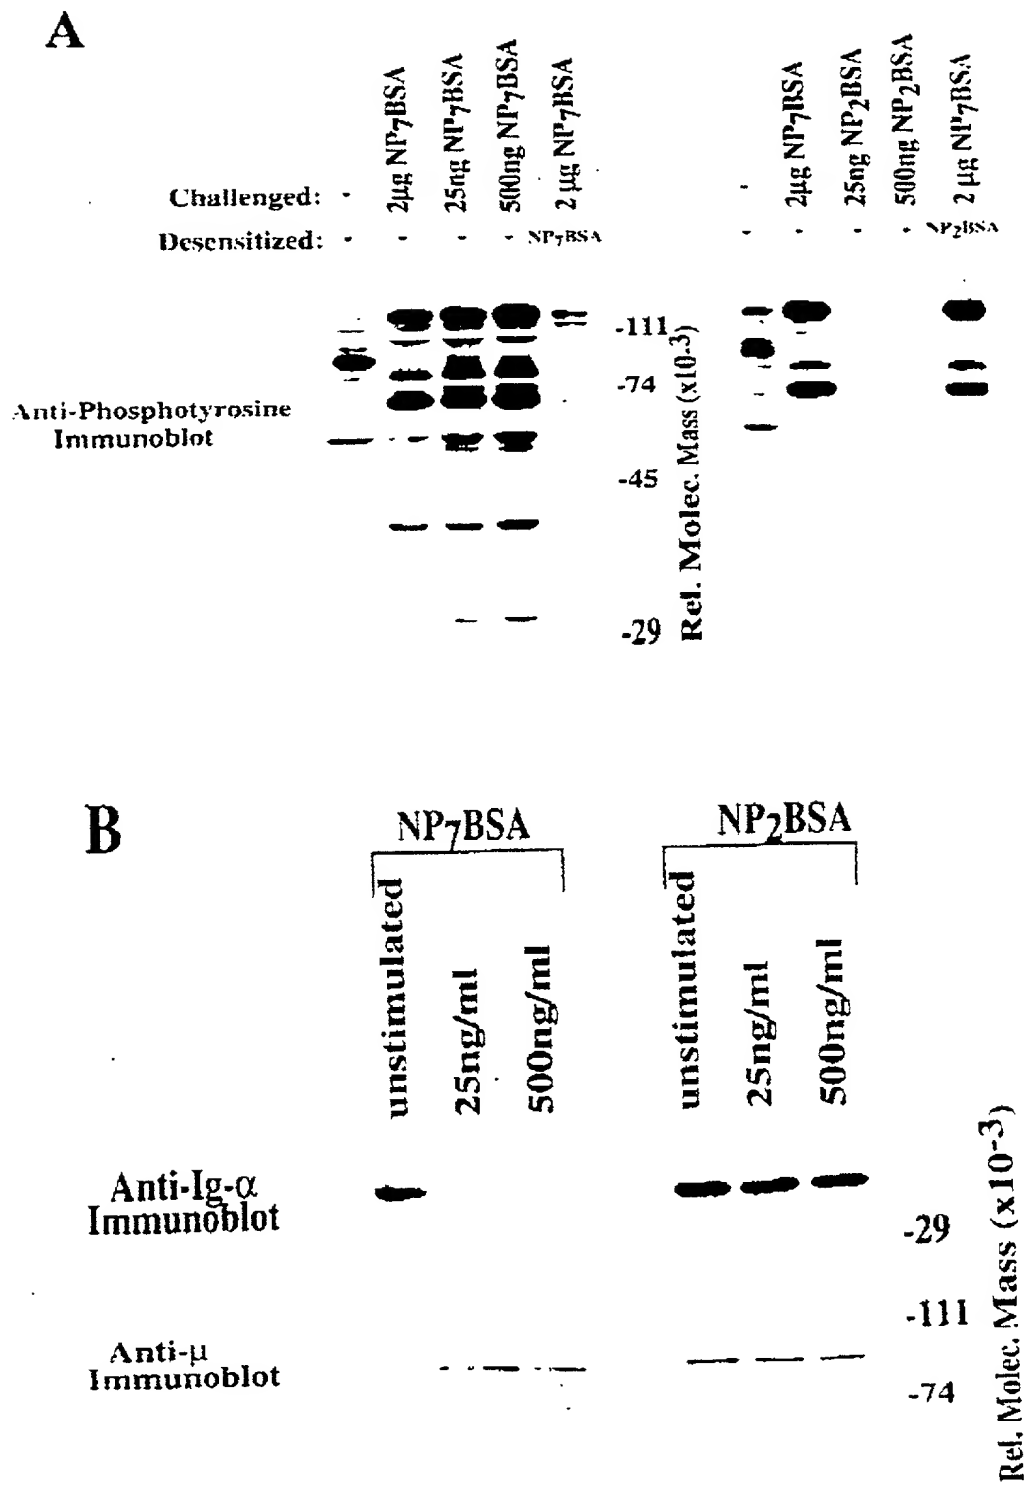 A
2µg NP7BSA
25ng NP7BSA
500ng NP7BSA
2 µg NP7BSA
2µg NP7BSA
25ng NP2BSA
500ng NP2BSA
2 µg NP7BSA
Challenged: - -
Desensitized: - - - - NP7BSA - - - - NP2BSA
-111
-74
Anti-Phosphotyrosine
Immunoblot
-45
-29
Rel. Molec. Mass (x10-3)
B
NP7BSA NP2BSA
unstimulated
25ng/ml
500ng/ml
unstimulated
25ng/ml
500ng/ml
Anti-Ig-α
Immunoblot
-29
-111
Anti-µ
Immunoblot
-74
Rel. Molec. Mass (x10-3)